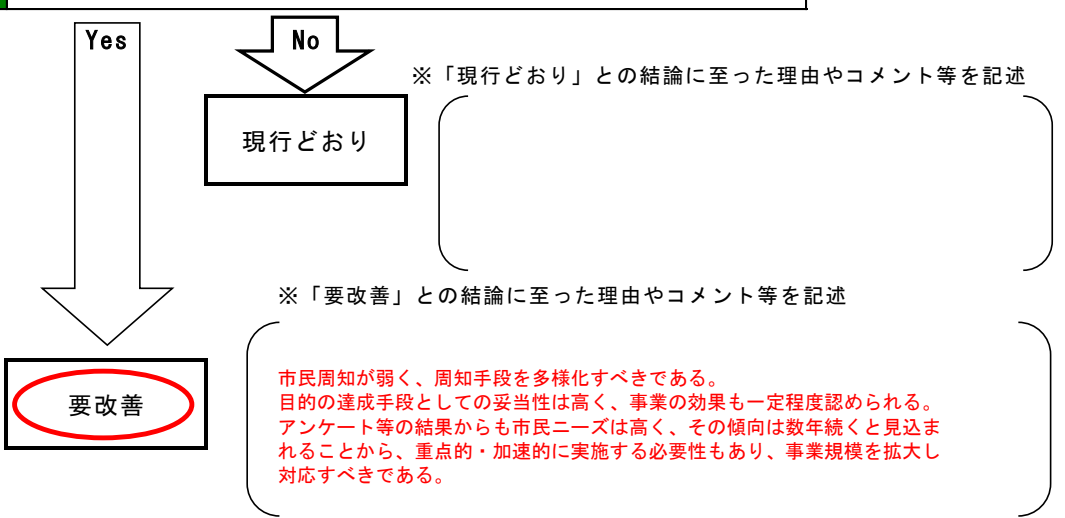 Yes
No
※「現行どおり」との結論に至った理由やコメント等を記述
現行どおり
※「要改善」との結論に至った理由やコメント等を記述
要改善
市民周知が弱く、周知手段を多様化すべきである。
目的の達成手段としての妥当性は高く、事業の効果も一定程度認められる。
アンケート等の結果からも市民ニーズは高く、その傾向は数年続くと見込ま
れることから、重点的・加速的に実施する必要性もあり、事業規模を拡大し
対応すべきである。